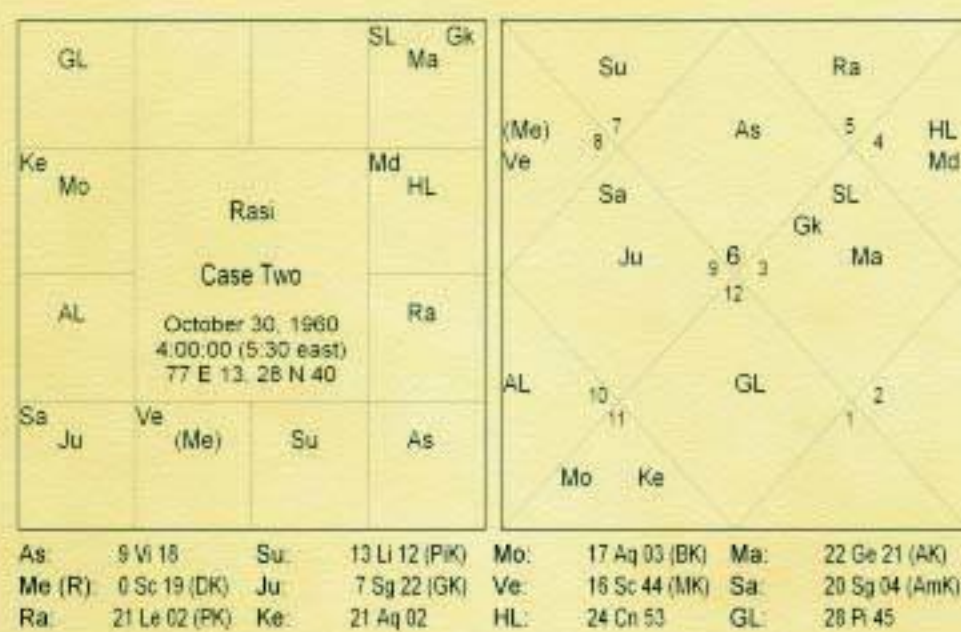 GL
SL Gk
Ma
Ke
Mo
Rasi
Case Two
October 30, 1960
4:00:00 (5:30 east)
77 E 13, 28 N 40
Md
HL
AL
Ra
Sa
Ju
Ve
(Me)
Su
As
Su
Ra
(Me)
Ve
8 7
As
5 4
HL
Md
Sa
SL
Gk
Ju
9 6 3
12
Ma
AL
10
11
GL
2
1
Mo Ke
As: 9 Vi 18 Su: 13 Li 12 (PiK) Mo: 17 Aq 03 (BK) Ma: 22 Ge 21 (AK)
Me (R): 0 Sc 19 (DK) Ju: 7 Sg 22 (GK) Ve: 16 Sc 44 (MK) Sa: 20 Sg 04 (AmK)
Ra: 21 Le 02 (PK) Ke: 21 Aq 02 HL: 24 Cn 53 GL: 28 Pi 45